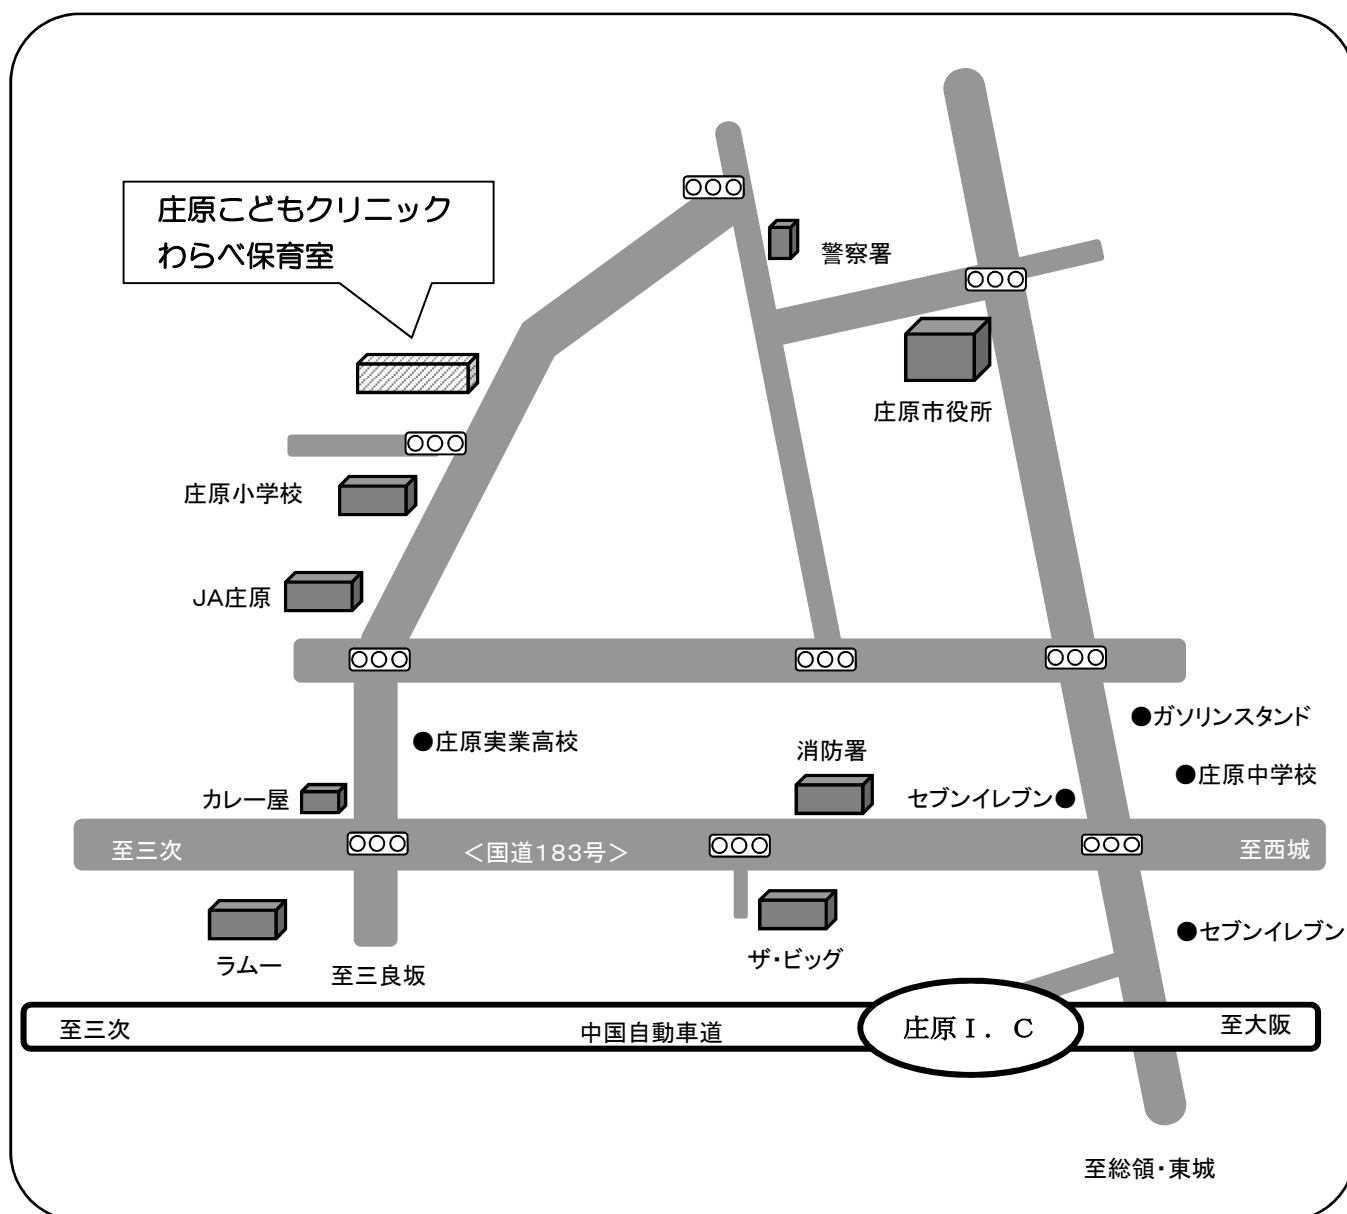 庄原こどもクリニック
わらべ保育室
警察署
庄原市役所
庄原小学校
JA庄原
●ガソリンスタンド
●庄原実業高校
消防署
●庄原中学校
カレー屋
セブンイレブン●
至三次
＜国道183号＞
至西城
●セブンイレブン
ラムー
至三良坂
ザ・ビッグ
至三次
中国自動車道
庄原Ｉ．Ｃ
至大阪
至総領・東城